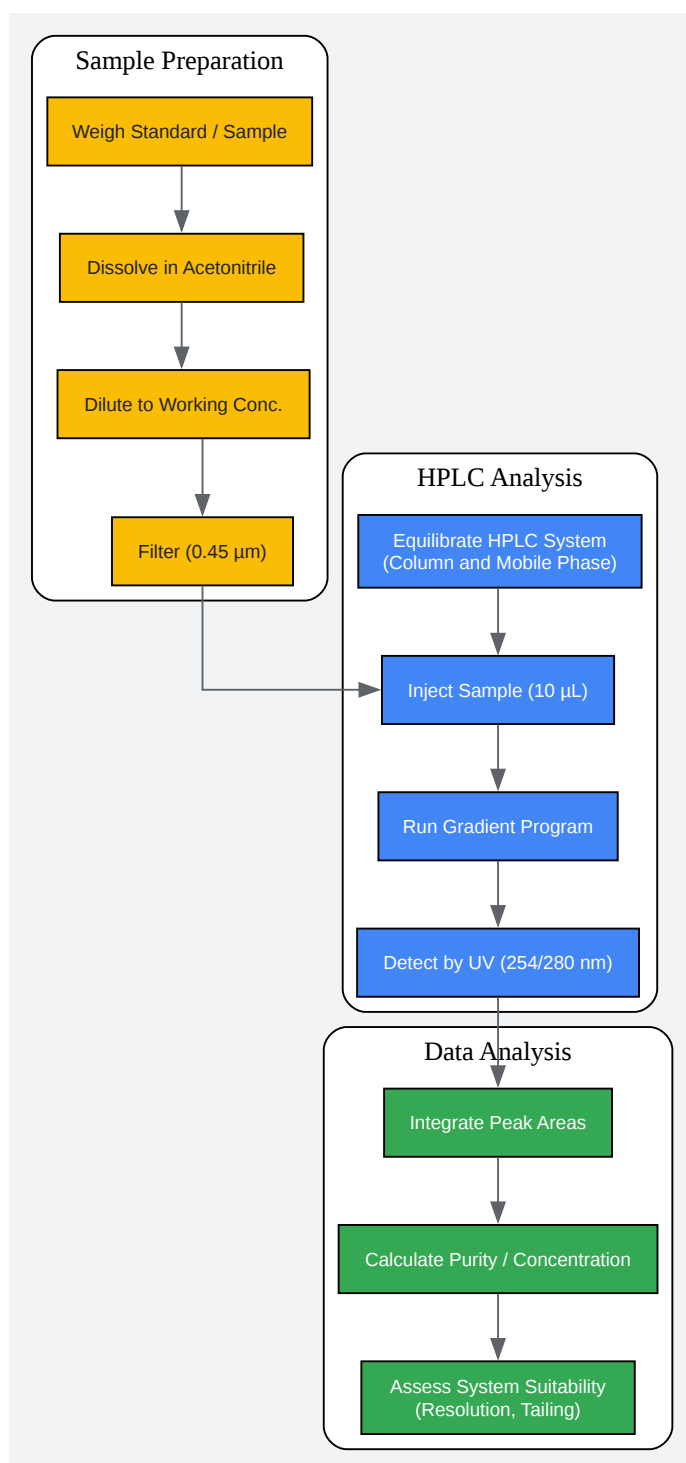 Sample Preparation
Weigh Standard / Sample
Dissolve in Acetonitrile
Dilute to Working Conc.
Filter (0.45 µm)
HPLC Analysis
Equilibrate HPLC System
(Column and Mobile Phase)
Inject Sample (10 µL)
Run Gradient Program
Detect by UV (254/280 nm)
Data Analysis
Integrate Peak Areas
Calculate Purity / Concentration
Assess System Suitability
(Resolution, Tailing)